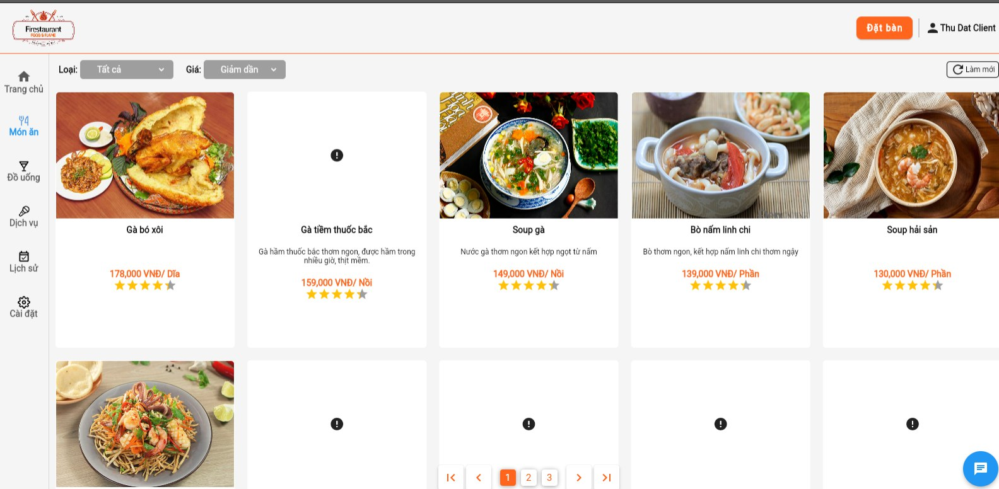 Firestaurant
FOOD & FLAME
Đặt bàn
Thu Dat Client
Loại:
Tất cả
Giá:
Giảm dần
Làm mới
Trang chủ
Món ăn
Đồ uống
Dịch vụ
Lịch sử
Cài đặt
Gà bó xôi
178,000 VNĐ/ Dĩa
Gà tiềm thuốc bắc
Gà hầm thuốc bắc thơm ngon, được hầm trong
nhiều giờ, thịt mềm.
159,000 VNĐ/ Nồi
Soup gà
Nước gà thơm ngon kết hợp ngọt từ nấm
149,000 VNĐ/ Nồi
Bò nấm linh chi
Bò thơm ngon, kết hợp nấm linh chi thơm ngậy
139,000 VNĐ/ Phần
Soup hải sản
130,000 VNĐ/ Phần
1
2
3